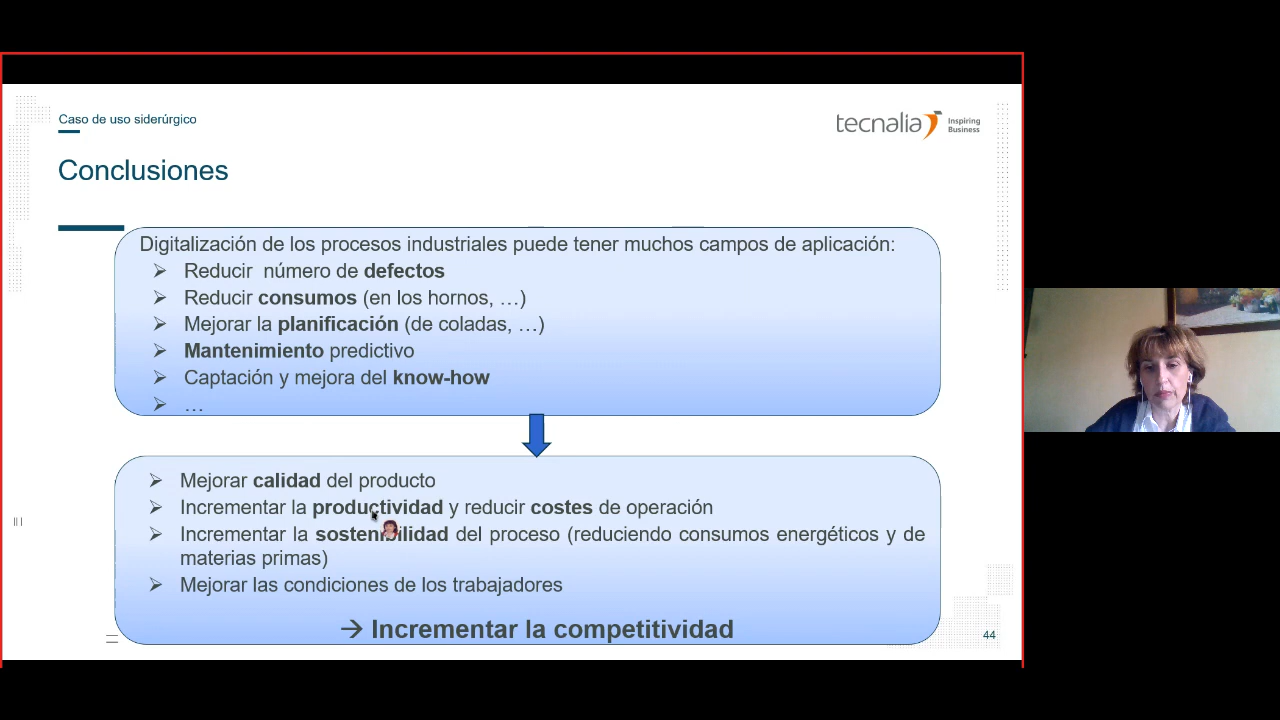 Caso de uso siderúrgico
tecnalia Inspiring
Business
Conclusiones
Digitalización de los procesos industriales puede tener muchos campos de aplicación:
Reducir número de defectos
Reducir consumos (en los hornos, …)
Mejorar la planificación (de coladas, …)
Mantenimiento predictivo
Captación y mejora del know-how
…
Mejorar calidad del producto
Incrementar la productividad y reducir costes de operación
Incrementar la sostenibilidad del proceso (reduciendo consumos energéticos y de
materias primas)
Mejorar las condiciones de los trabajadores
→ Incrementar la competitividad
44